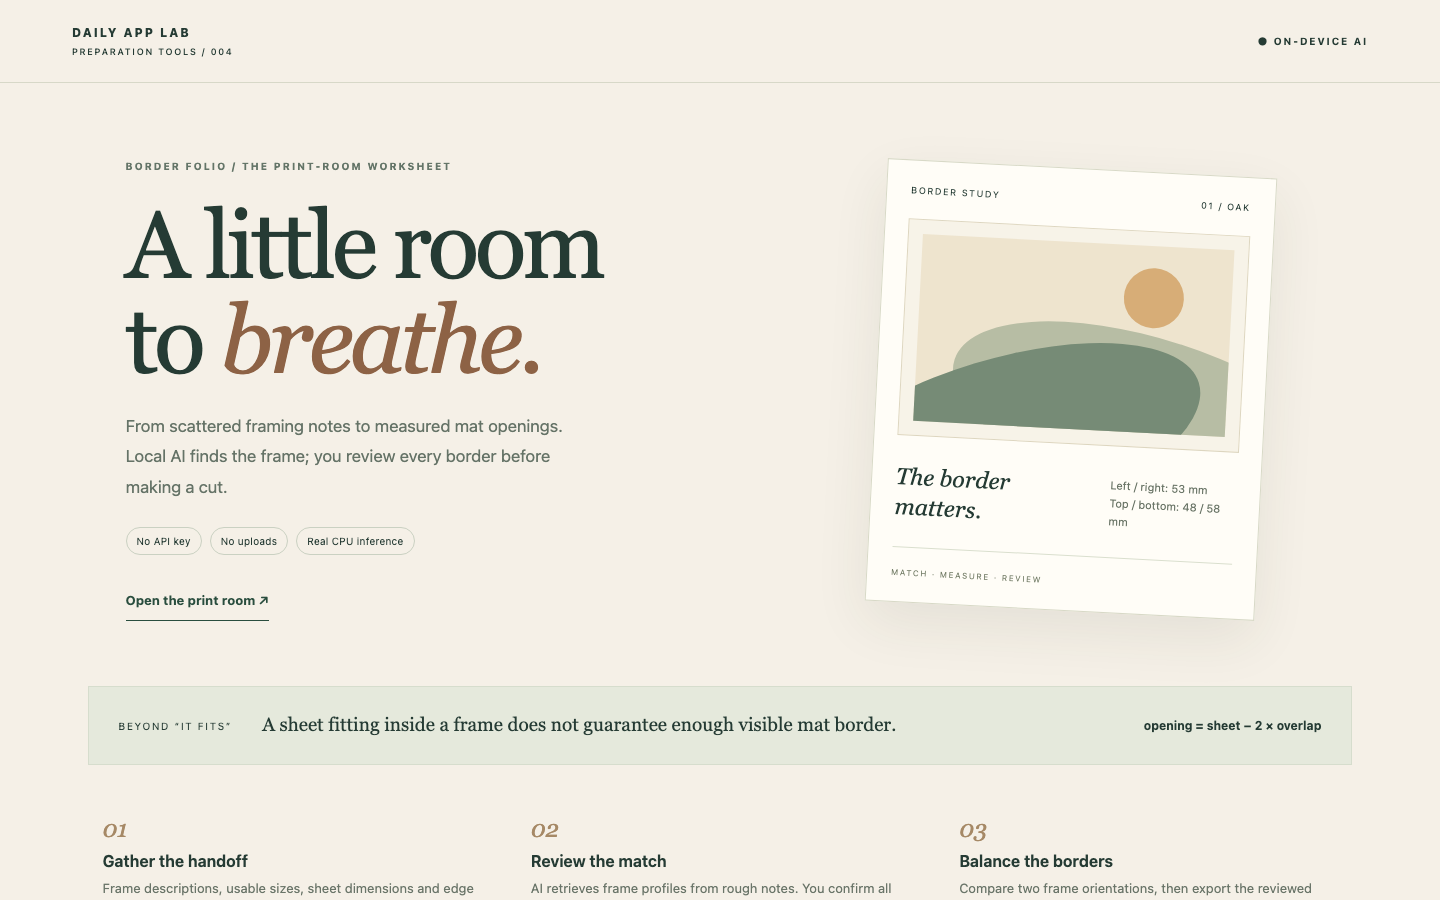 DAILY APP LAB
PREPARATION TOOLS / 004
ON-DEVICE AI
BORDER FOLIO / THE PRINT-ROOM WORKSHEET
A little room
to breathe.
From scattered framing notes to measured mat openings.
Local AI finds the frame; you review every border before
making a cut.
No API key
No uploads
Real CPU inference
Open the print room ↗
BORDER STUDY
01 / OAK
The border
matters.
Left / right: 53 mm
Top / bottom: 48 / 58
mm
MATCH · MEASURE · REVIEW
BEYOND “IT FITS”
A sheet fitting inside a frame does not guarantee enough visible mat border.
opening = sheet − 2 × overlap
01
Gather the handoff
Frame descriptions, usable sizes, sheet dimensions and edge
02
Review the match
AI retrieves frame profiles from rough notes. You confirm all
03
Balance the borders
Compare two frame orientations, then export the reviewed